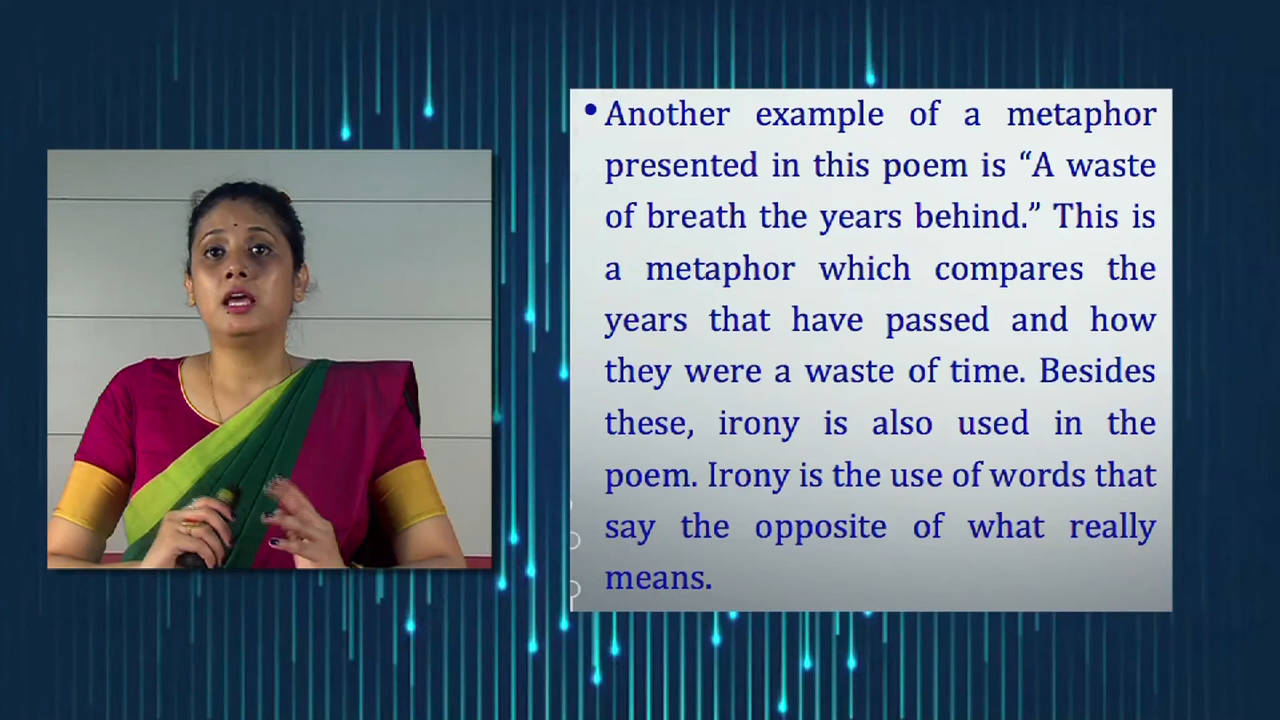 • Another example of a metaphor
presented in this poem is “A waste
of breath the years behind.” This is
a metaphor which compares the
years that have passed and how
they were a waste of time. Besides
these, irony is also used in the
poem. Irony is the use of words that
say the opposite of what really
means.